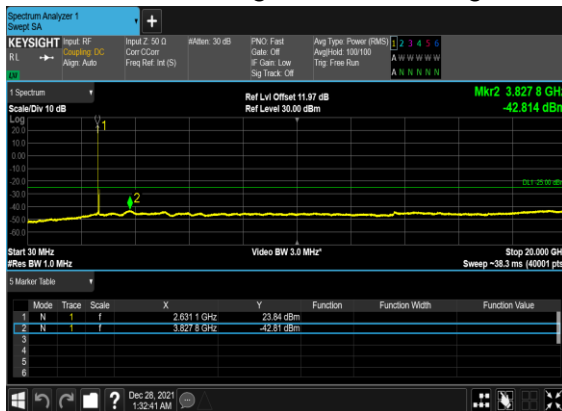 Spectrum Analyzer 1
Swept SA
KEYSIGHT Input: RF Input Z: 50 Ω #Atten: 30 dB PNO: Fast Avg Type: Power (RMS) 1 2 3 4 5 6
RL Coupling: DC Corr CCorr Gate: Off Avg|Hold: 100/100 A W W W W W
Align: Auto Freq Ref: Int (S) IF Gain: Low Trig: Free Run
Sig Track: Off A N N N N N
1 Spectrum Ref Lvl Offset 11.97 dB Mkr2 3.827 8 GHz
Scale/Div 10 dB Ref Level 30.00 dBm -42.814 dBm
Log
20.0
10.0
0.00
-10.0
-20.0
-30.0
-40.0
-50.0
-60.0
1
2
DL1 -25.00 dBm
Start 30 MHz Video BW 3.0 MHz* Stop 20.000 GHz
#Res BW 1.0 MHz Sweep ~38.3 ms (40001 pts)
5 Marker Table
Mode Trace Scale X Y Function Function Width Function Value
1 N 1 f 2.631 1 GHz 23.84 dBm
2 N 1 f 3.827 8 GHz -42.81 dBm
3
4
5
6
Dec 28, 2021
1:32:41 AM